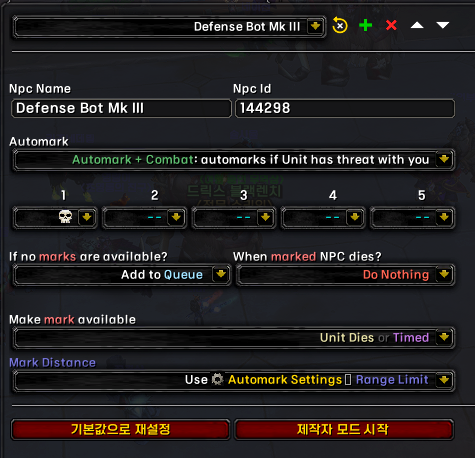 Defense Bot Mk III
Npc Name
Npc Id
Defense Bot Mk III
144298
Automark
Automark + Combat: automarks if Unit has threat with you
1 2 3 4 5
-- -- -- --
If no marks are available?
When marked NPC dies?
Add to Queue
Do Nothing
Make mark available
Unit Dies or Timed
Mark Distance
Use Automark Settings Range Limit
기본값으로 재설정
제작자 모드 시작